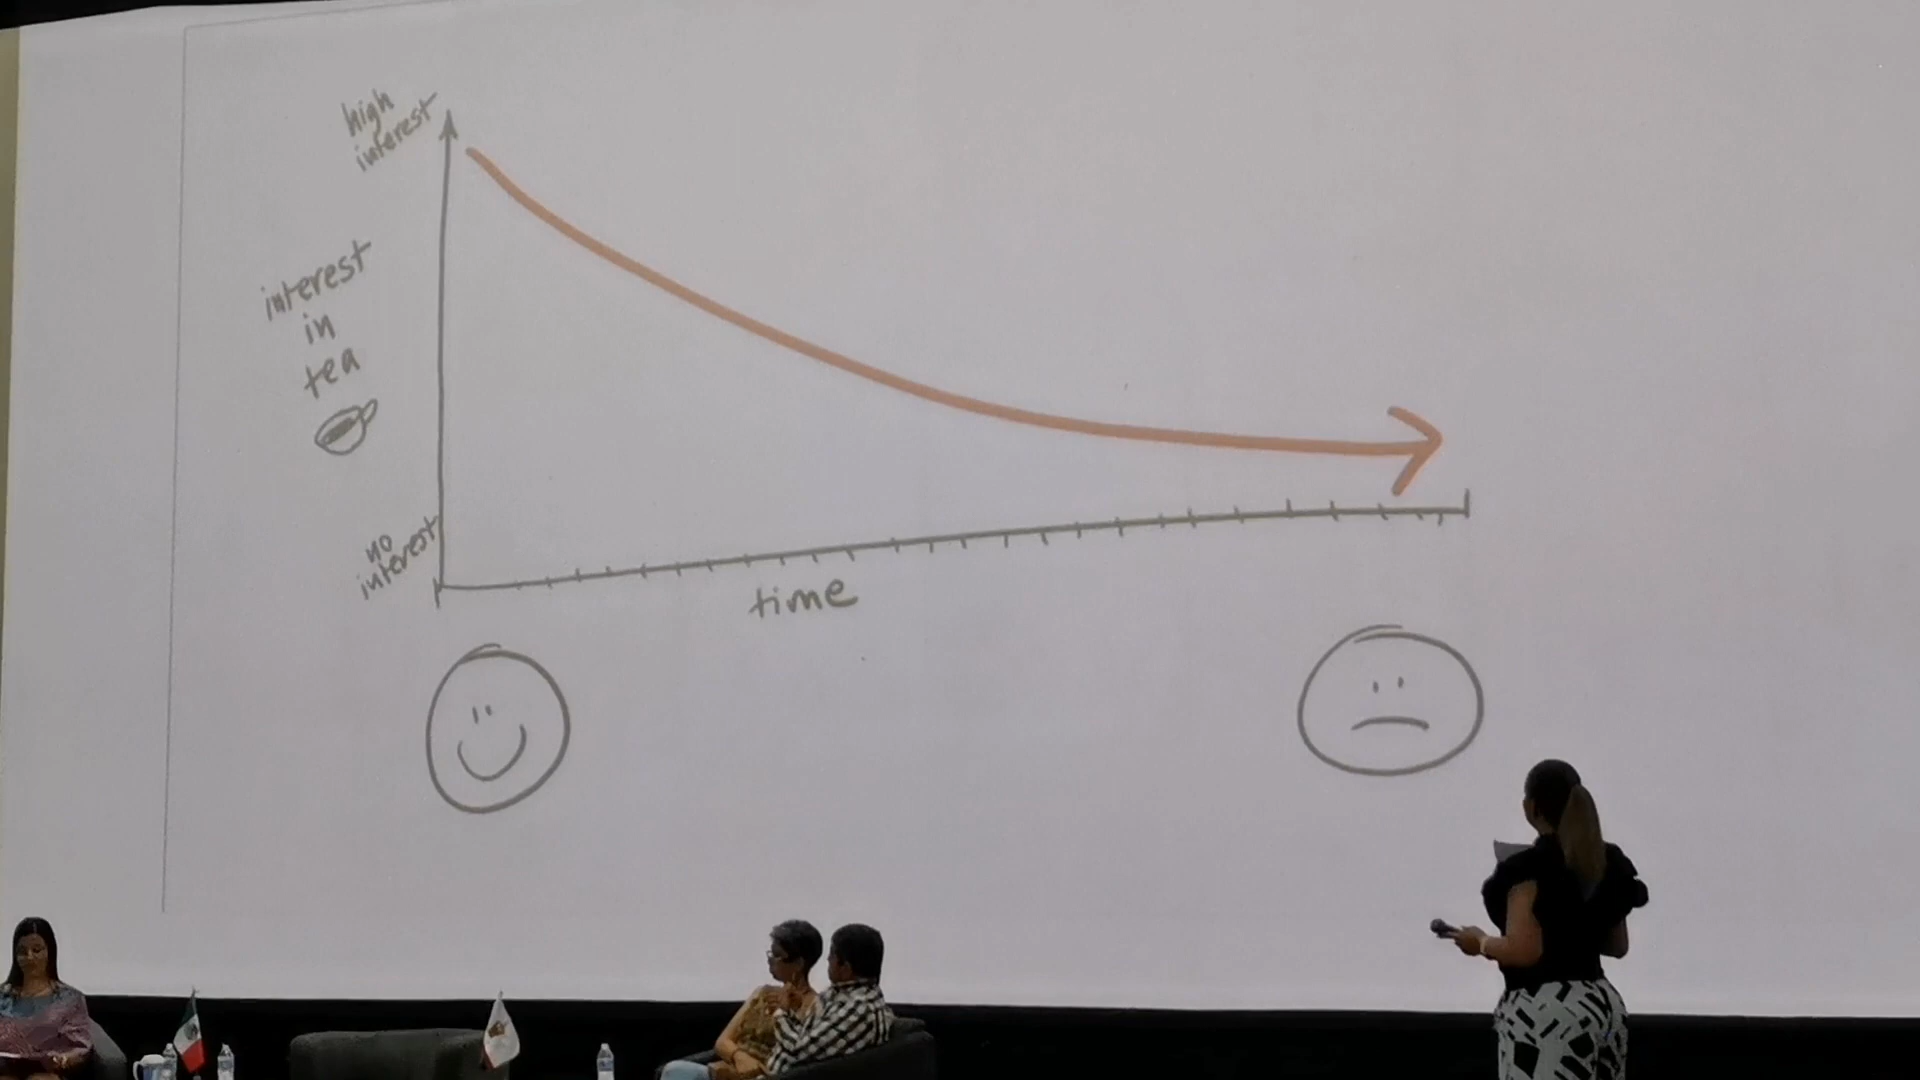 high
interest
interest
in
tea
no
interest
time